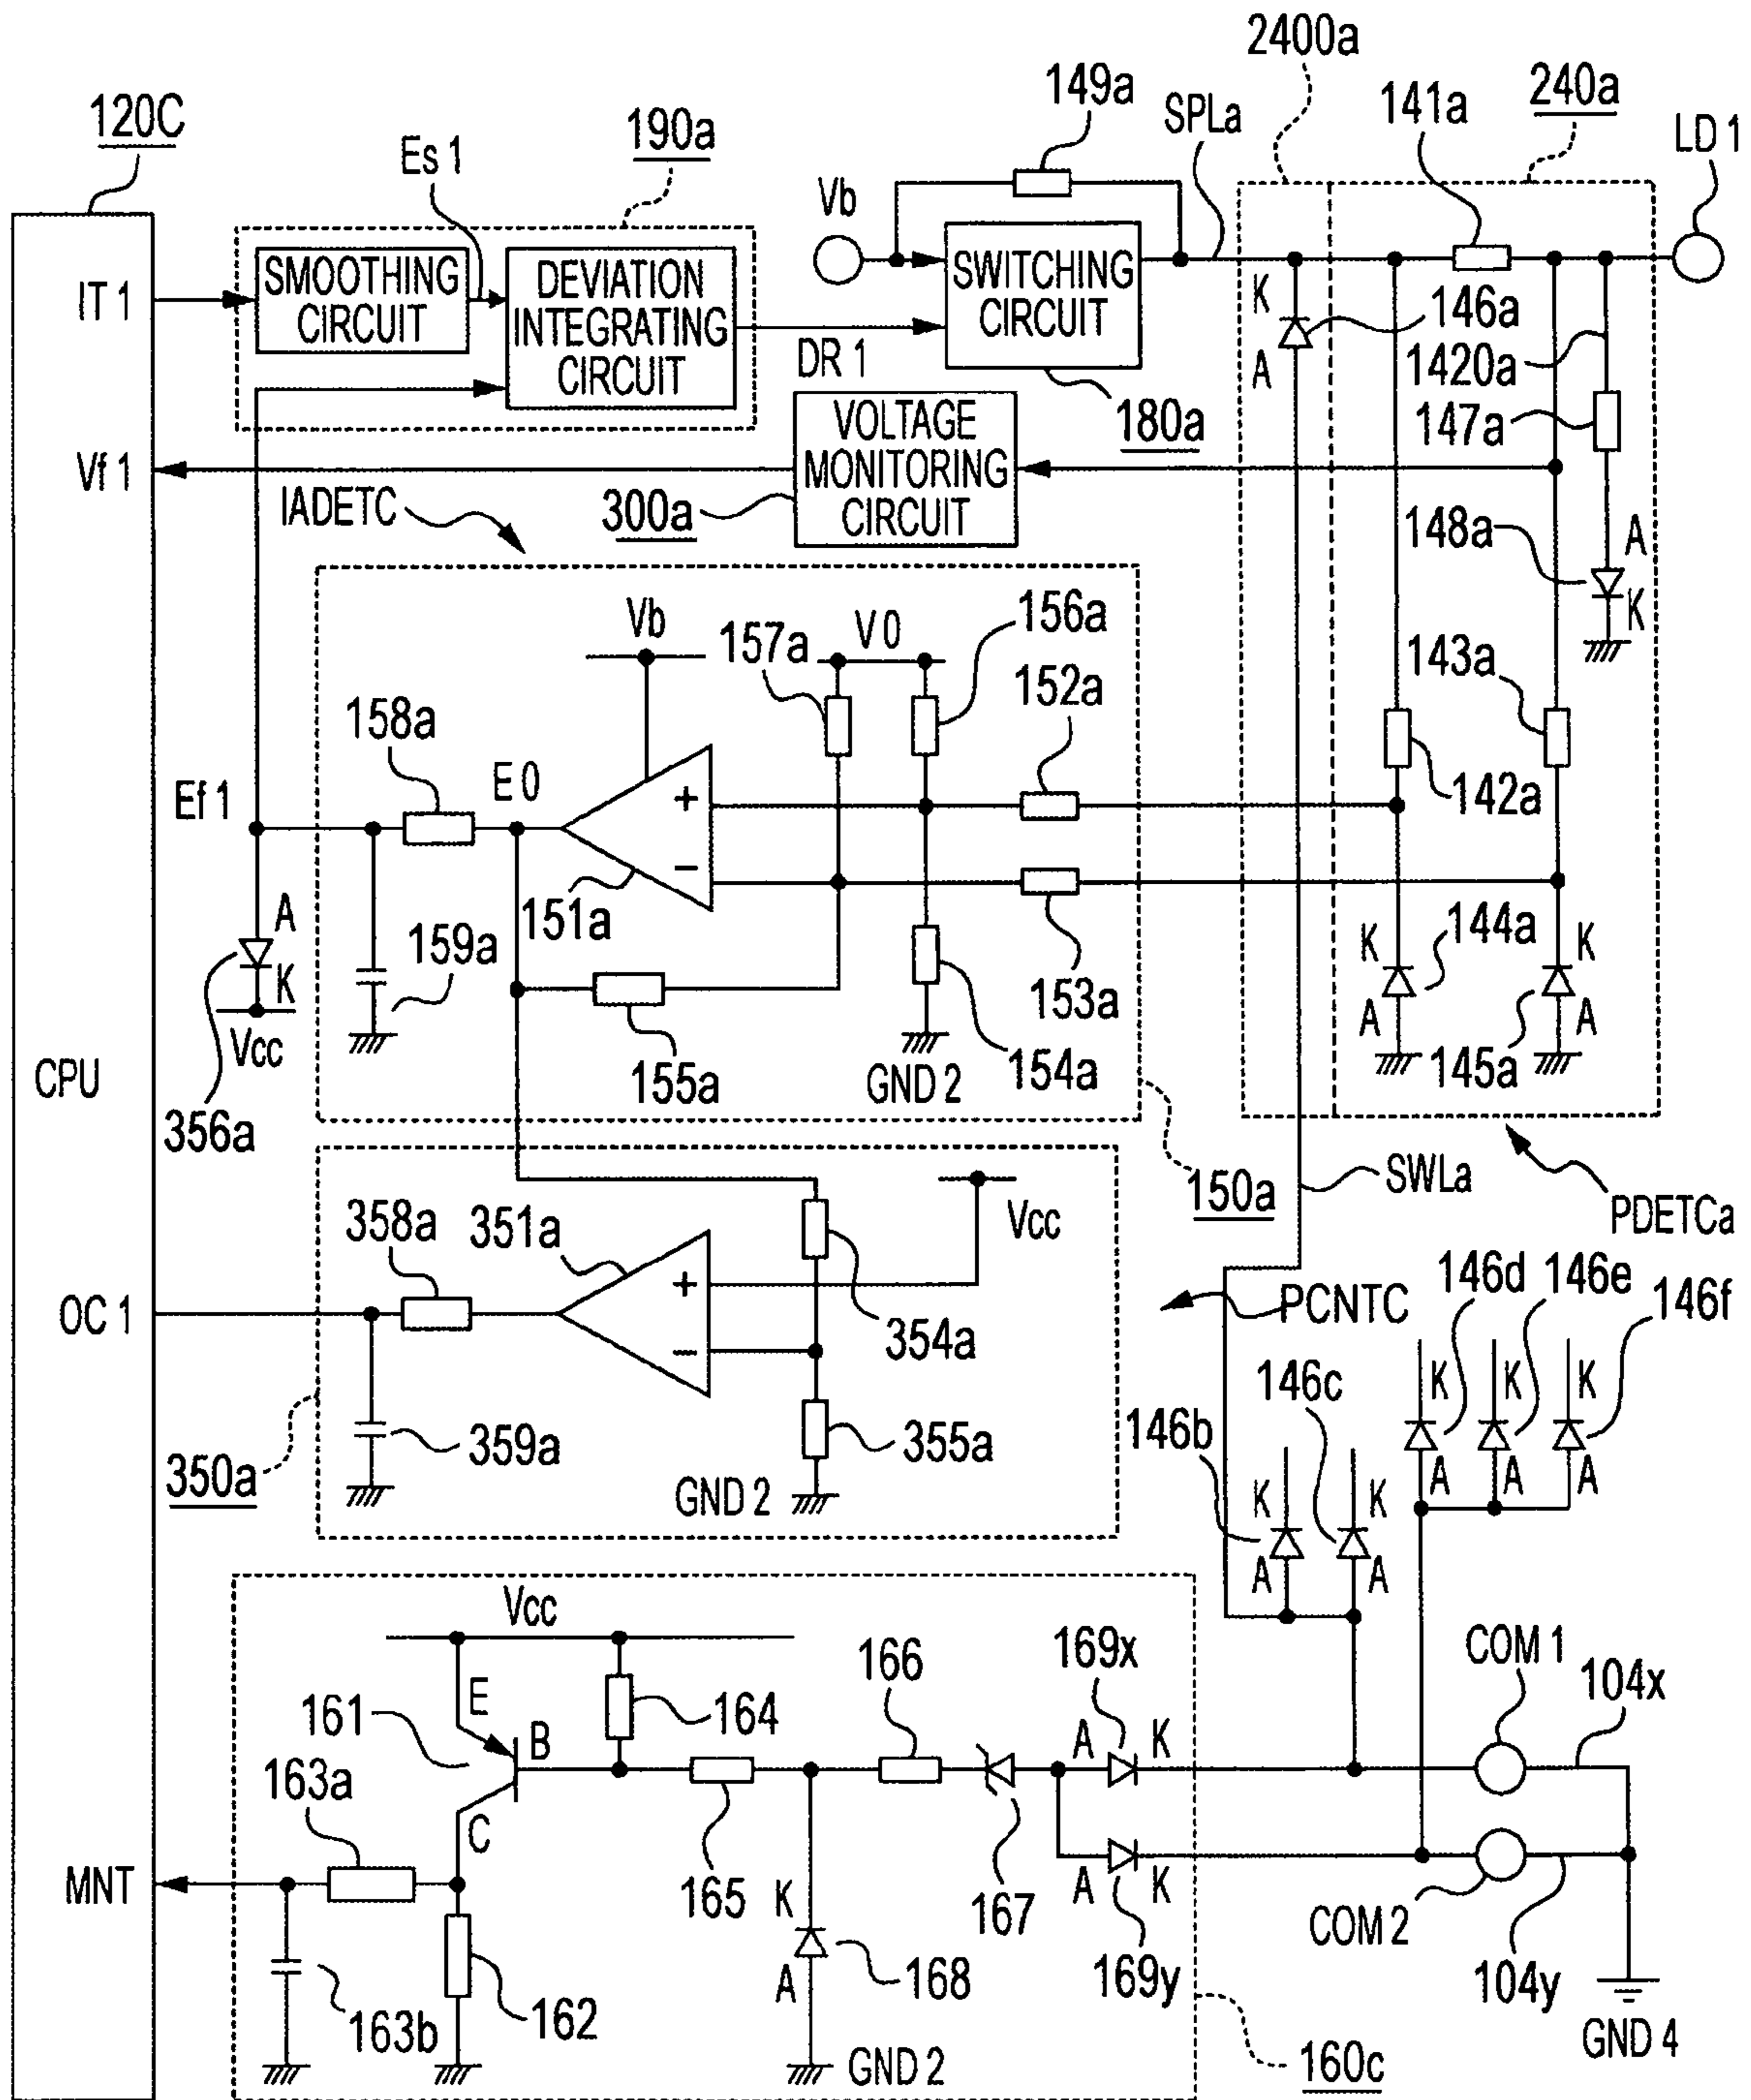 2400a
149a
SPLa
141a
240a
LD 1
120C
190a
Es 1
Vb
IT 1
SMOOTHING
CIRCUIT
DEVIATION
INTEGRATING
CIRCUIT
SWITCHING
CIRCUIT
DR 1
K
A
146a
1420a
147a
Vf 1
VOLTAGE
MONITORING
CIRCUIT
180a
IADETC
300a
148a
A
K
Vb
157a
V 0
156a
152a
143a
158a
E 0
Ef 1
+
−
151a
142a
A
K
Vcc
159a
155a
153a
154a
GND 2
K
A
144a
K
A
145a
CPU
356a
150a
SWLa
PDETCa
358a
351a
Vcc
OC 1
+
−
354a
PCNTC
146d
146e
146f
K
K
K
A
A
A
359a
355a
350a
GND 2
146b
146c
K
K
A
A
Vcc
E
161
B
164
166
169x
A
K
COM 1
104x
163a
C
MNT
165
K
A
167
A
K
169y
COM 2
104y
163b
162
168
GND 2
160c
GND 4